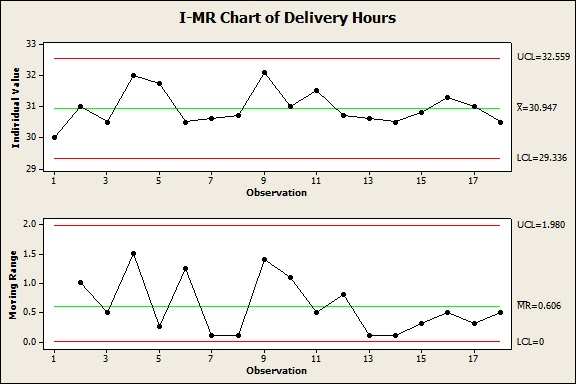 I-MR Chart of Delivery Hours
33
32
31
30
29
Individual Value
UCL=32.559
X̅=30.947
LCL=29.336
1 3 5 7 9 11 13 15 17
Observation
2.0
1.5
1.0
0.5
0.0
Moving Range
UCL=1.980
M̅R̅=0.606
LCL=0
1 3 5 7 9 11 13 15 17
Observation